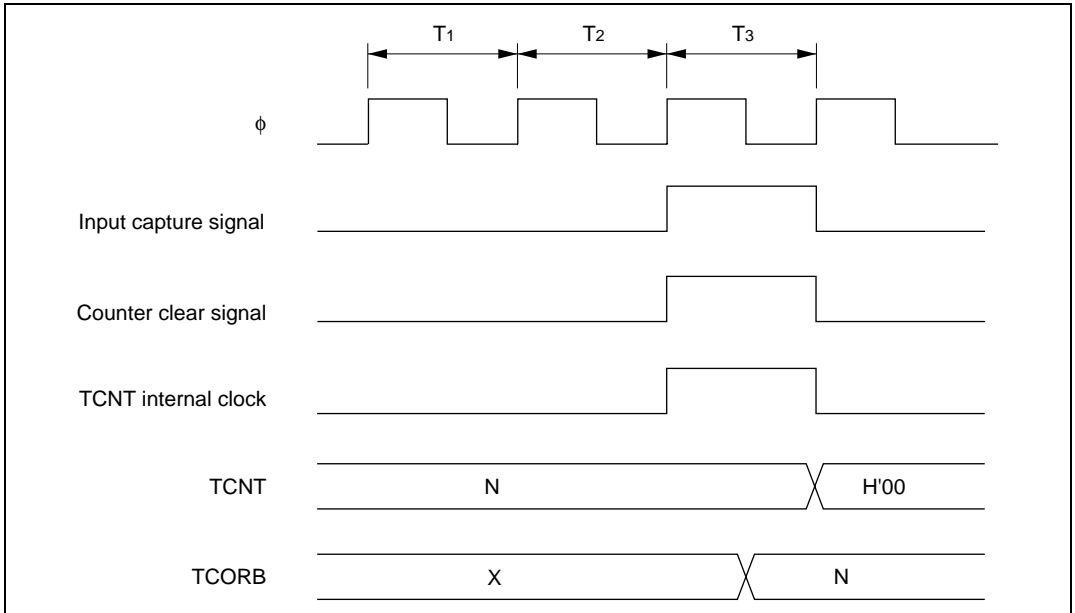 T1 T2 T3
φ
Input capture signal
Counter clear signal
TCNT internal clock
TCNT N H'00
TCORB X N